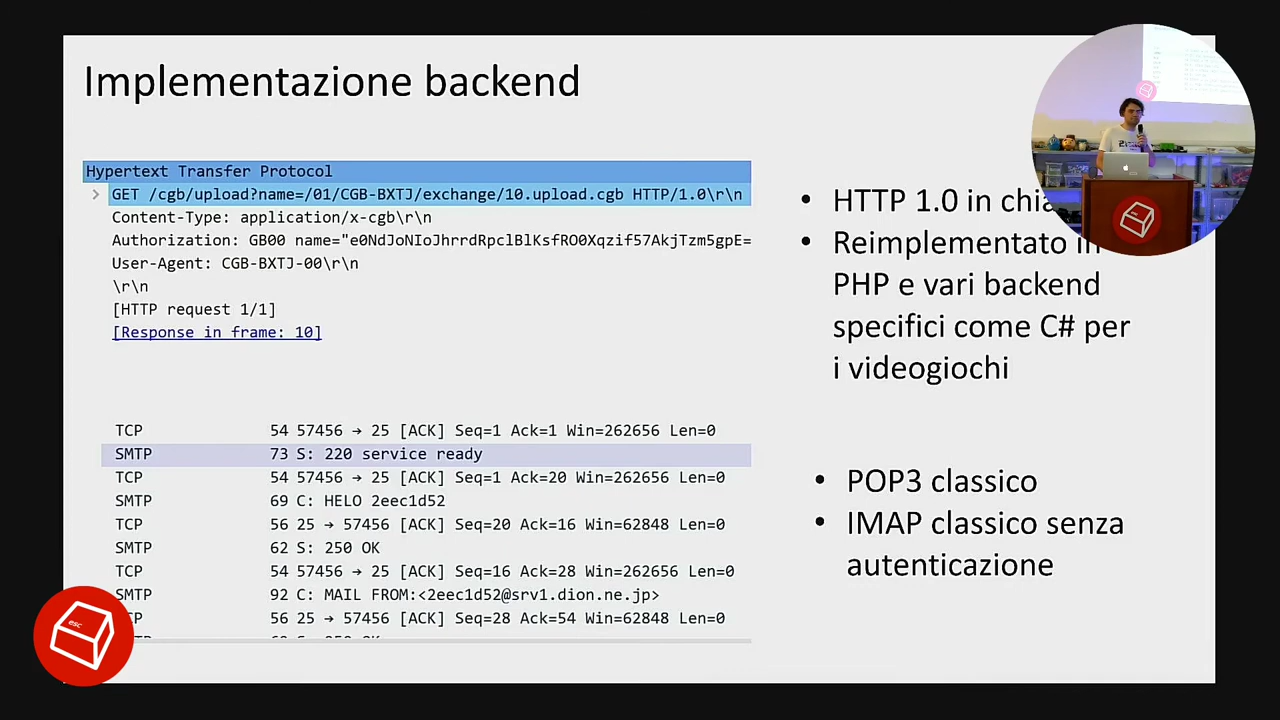 Implementazione backend
Hypertext Transfer Protocol
GET /cgb/upload?name=/01/CGB-BXTJ/exchange/10.upload.cgb HTTP/1.0\r\n
Content-Type: application/x-cgb\r\n
Authorization: GB00 name="e0NdJoNIoJhrrdRpclBlKsfRO0Xqzif57AkjTzm5gpE=
User-Agent: CGB-BXTJ-00\r\n
\r\n
[HTTP request 1/1]
[Response in frame: 10]
TCP 54 57456 → 25 [ACK] Seq=1 Ack=1 Win=262656 Len=0
SMTP 73 S: 220 service ready
TCP 54 57456 → 25 [ACK] Seq=1 Ack=20 Win=262656 Len=0
SMTP 69 C: HELO 2eec1d52
TCP 56 25 → 57456 [ACK] Seq=20 Ack=16 Win=62848 Len=0
SMTP 62 S: 250 OK
TCP 54 57456 → 25 [ACK] Seq=16 Ack=28 Win=262656 Len=0
SMTP 92 C: MAIL FROM:<2eec1d52@srv1.dion.ne.jp>
CP 56 25 → 57456 [ACK] Seq=28 Ack=54 Win=62848 Len=0
• HTTP 1.0 in chia
• Reimplementato in
PHP e vari backend
specifici come C# per
i videogiochi
• POP3 classico
• IMAP classico senza
autenticazione
esc